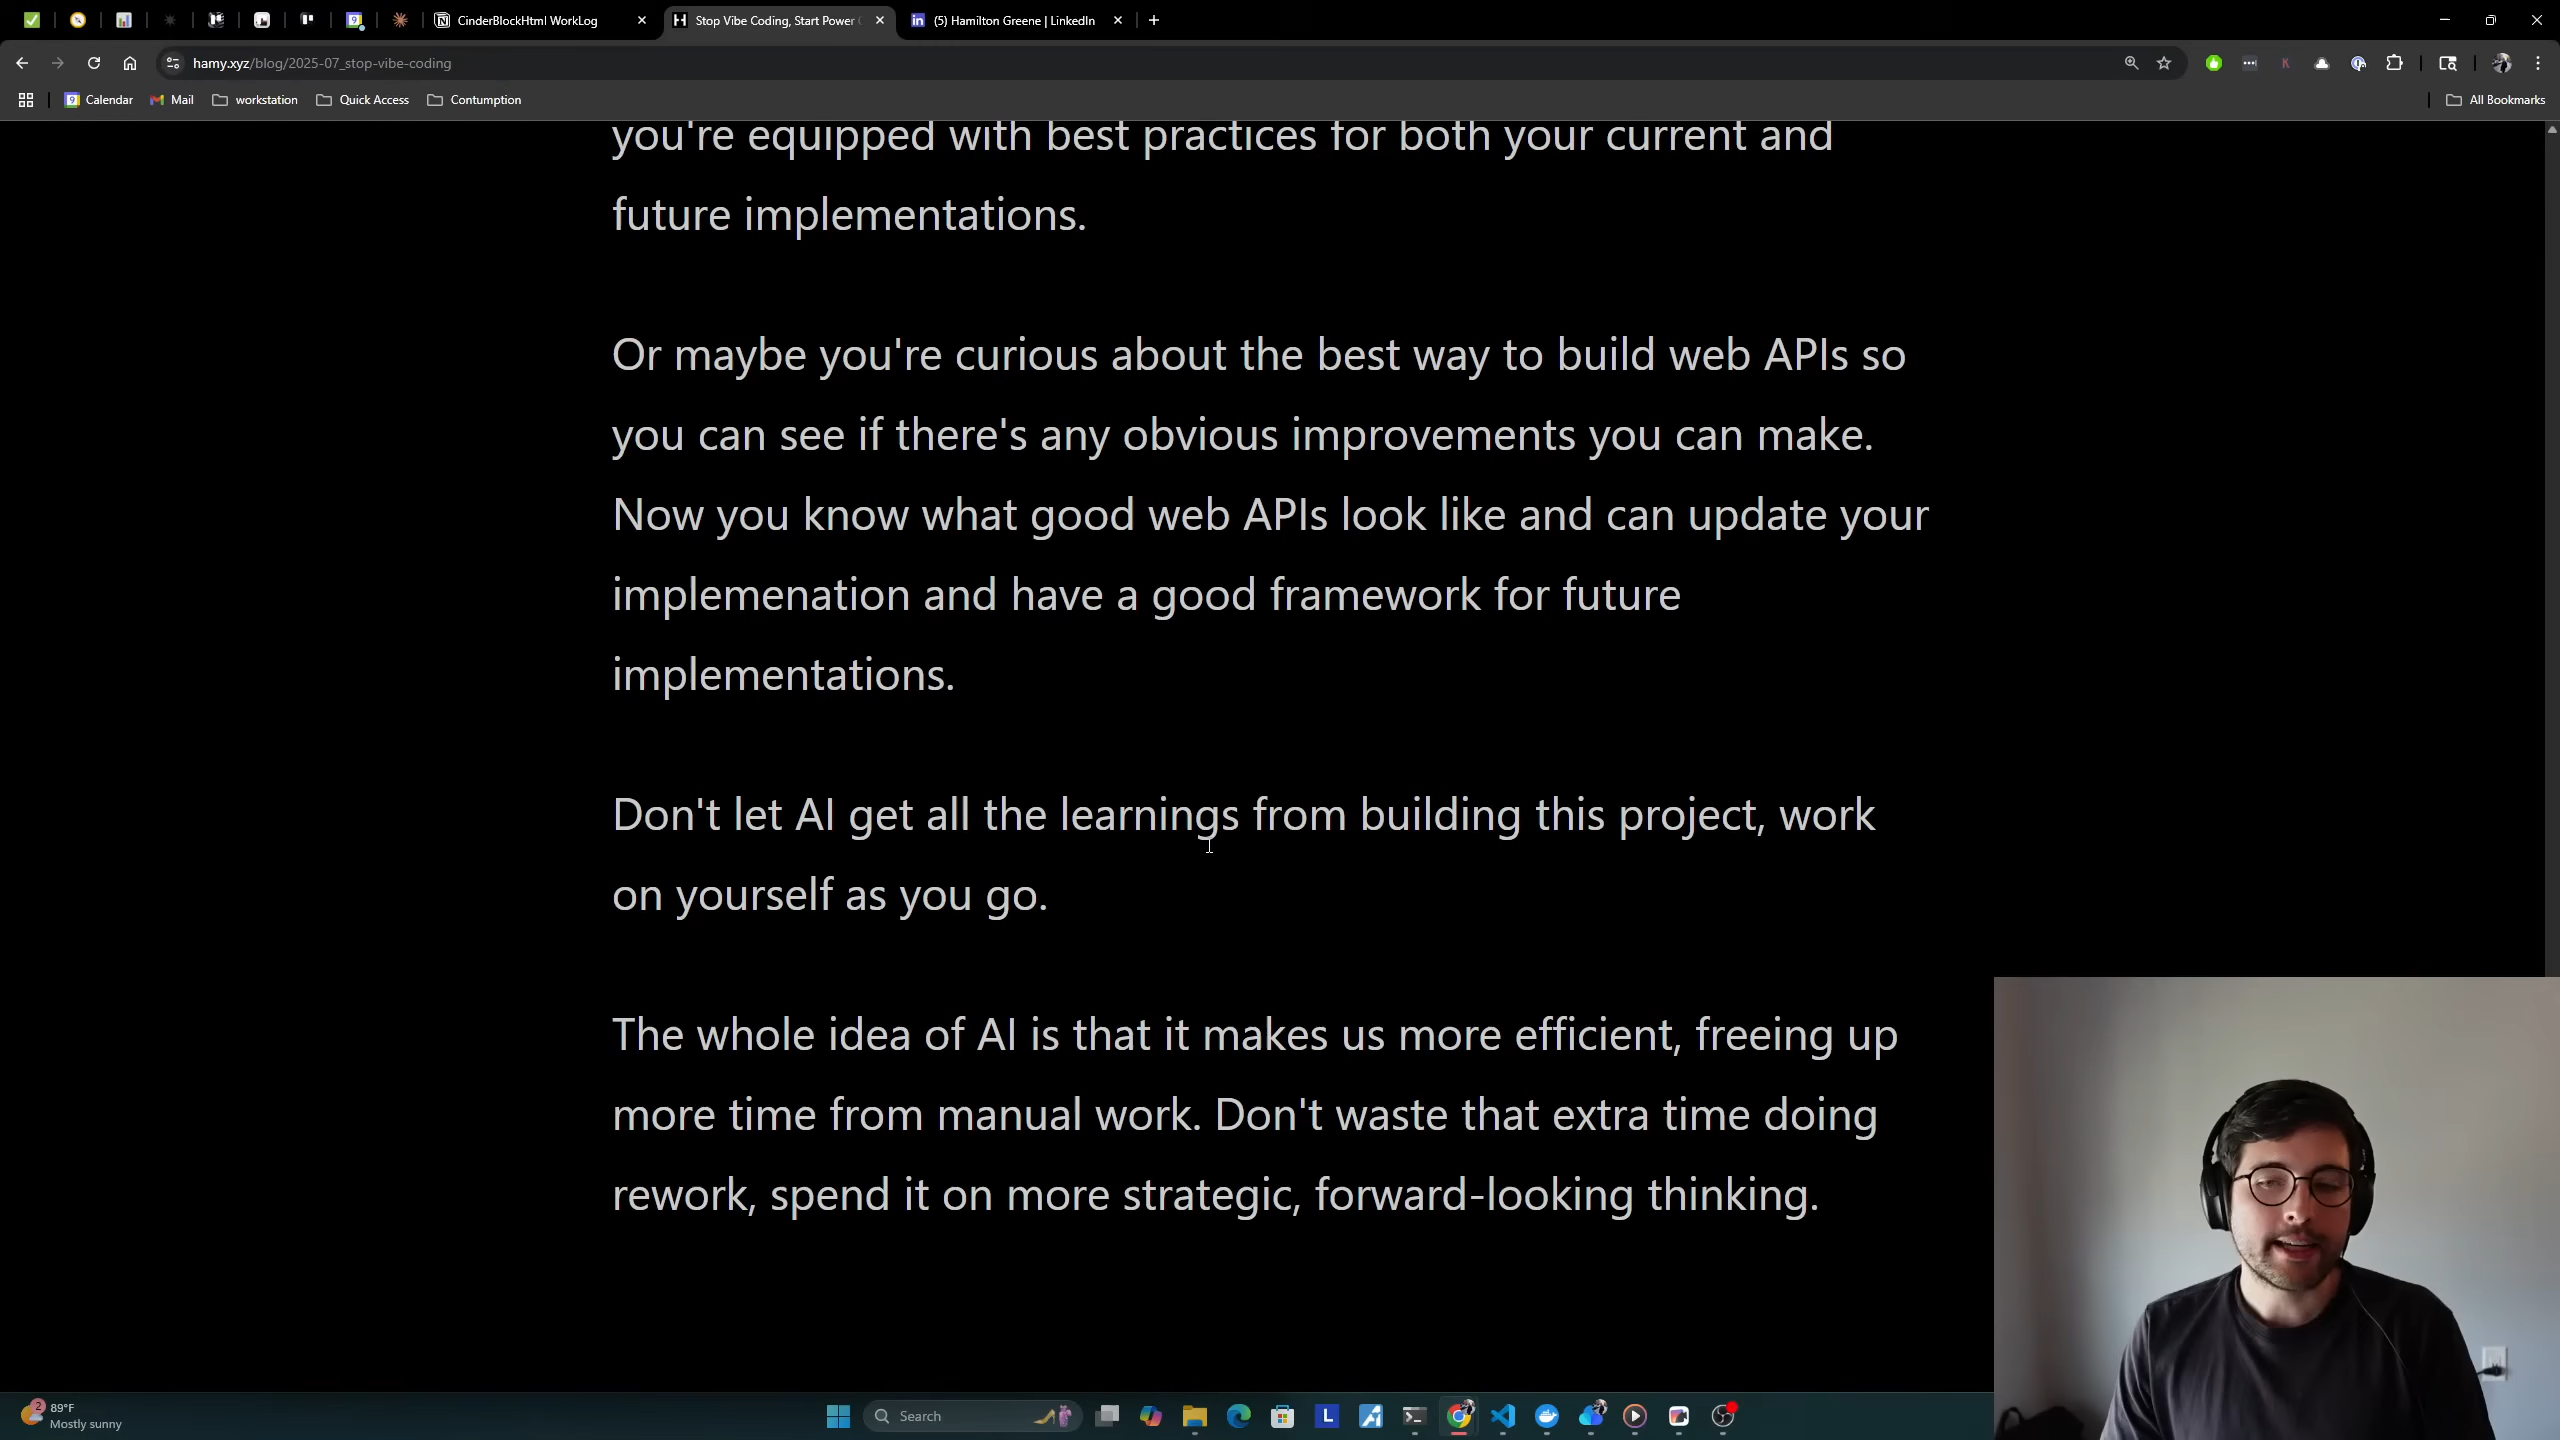 CinderBlockHtml WorkLog
Stop Vibe Coding, Start Power
(5) Hamilton Greene | LinkedIn
hamy.xyz/blog/2025-07_stop-vibe-coding
Calendar
Mail
workstation
Quick Access
Contumption
All Bookmarks
you're equipped with best practices for both your current and
future implementations.
Or maybe you're curious about the best way to build web APIs so
you can see if there's any obvious improvements you can make.
Now you know what good web APIs look like and can update your
implemenation and have a good framework for future
implementations.
Don't let AI get all the learnings from building this project, work
on yourself as you go.
The whole idea of AI is that it makes us more efficient, freeing up
more time from manual work. Don't waste that extra time doing
rework, spend it on more strategic, forward-looking thinking.
2
89°F
Mostly sunny
Search